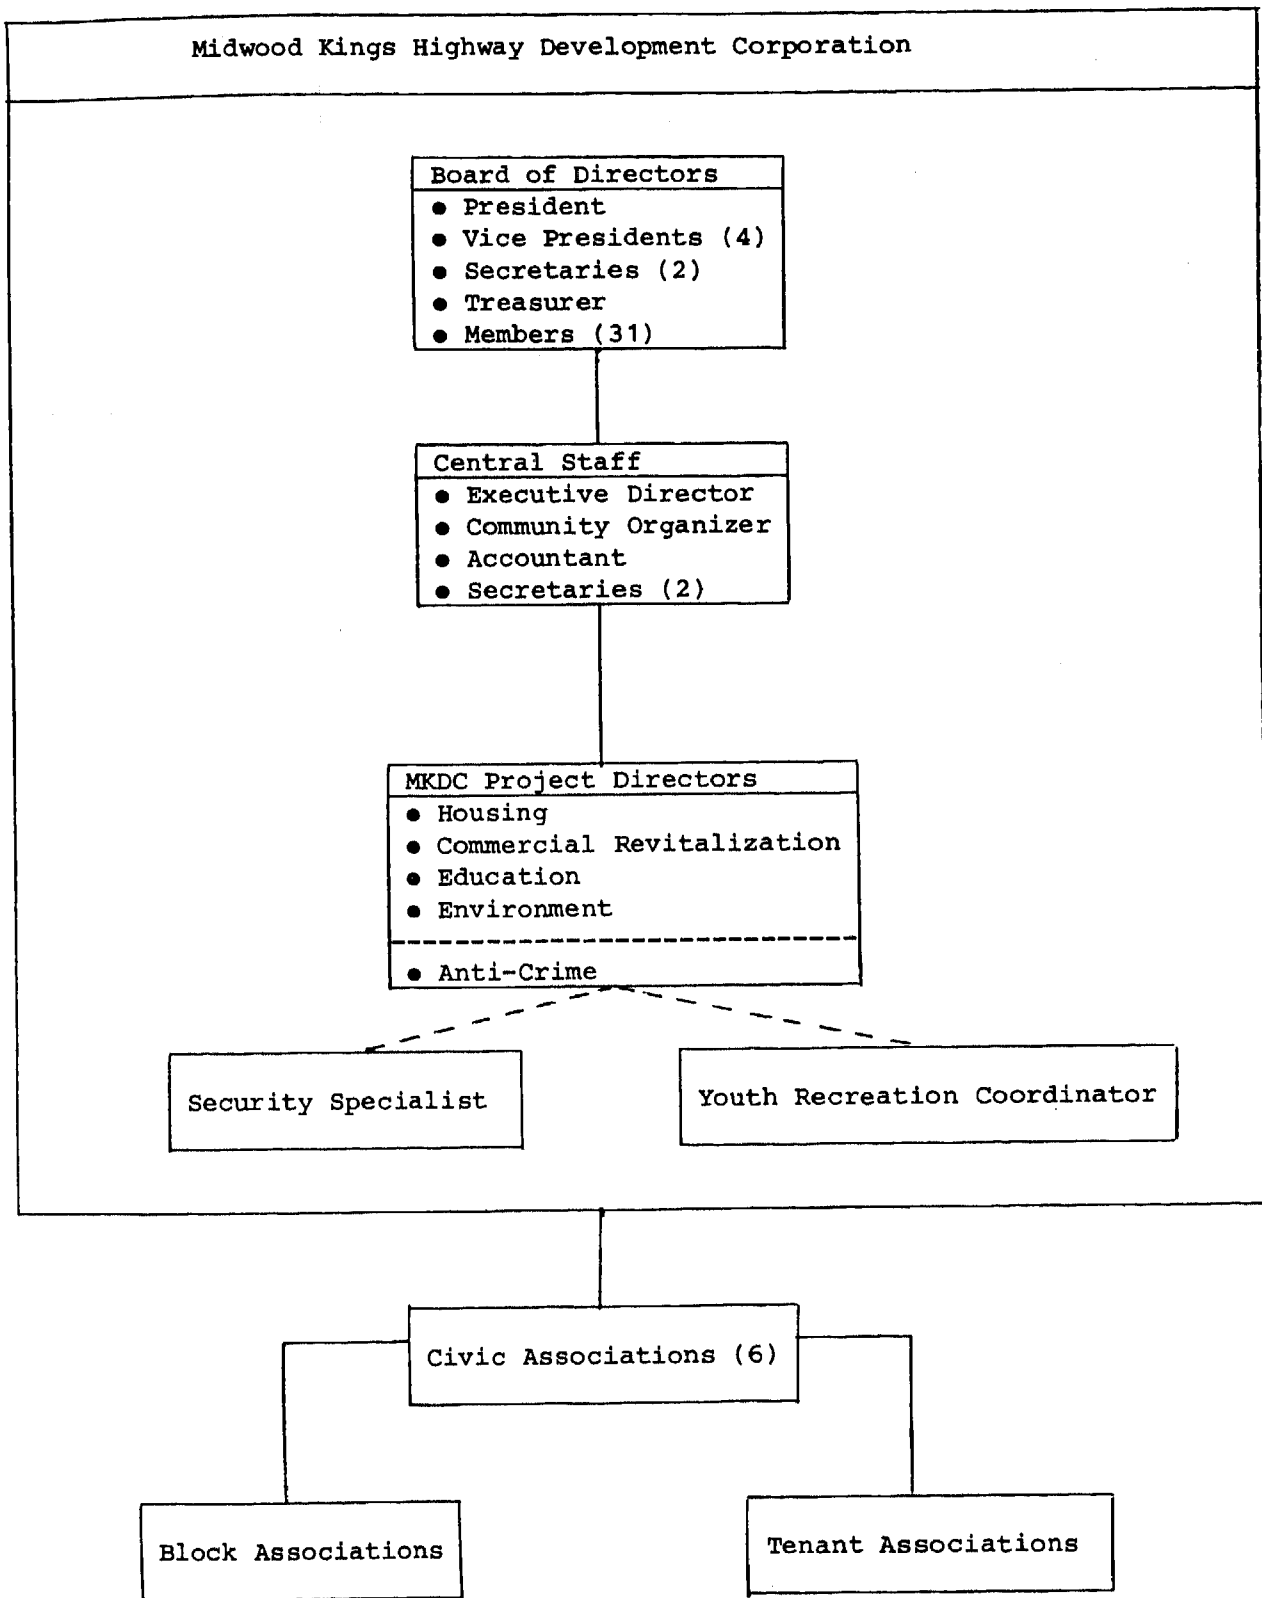 Midwood Kings Highway Development Corporation
Board of Directors
● President
● Vice Presidents (4)
● Secretaries (2)
● Treasurer
● Members (31)
Central Staff
● Executive Director
● Community Organizer
● Accountant
● Secretaries (2)
MKDC Project Directors
● Housing
● Commercial Revitalization
● Education
● Environment
● Anti-Crime
Security Specialist
Youth Recreation Coordinator
Civic Associations (6)
Block Associations
Tenant Associations